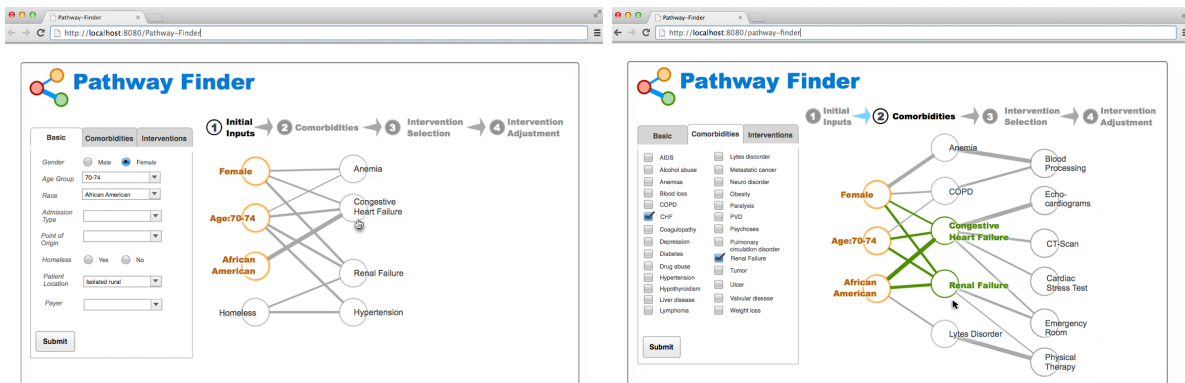 Pathway-Finder
http://localhost:8080/Pathway-Finder
Pathway Finder
1 Initial Inputs
2 Comorbidities
3 Intervention Selection
4 Intervention Adjustment
Basic Comorbidities Interventions
Gender Male Female
Age Group 70-74
Race African American
Admission
Type
Point of
Origin
Homeless Yes No
Patient
Location Isolated rural
Payer
Submit
Female
Age:70-74
African
American
Homeless
Anemia
Congestive
Heart Failure
Renal Failure
Hypertension
Pathway-Finder
http://localhost:8080/pathway-finder
Pathway Finder
1 Initial Inputs
2 Comorbidities
3 Intervention Selection
4 Intervention Adjustment
Basic Comorbidities Interventions
AIDS
Alcohol abuse
Anemias
Blood loss
COPD
CHF
Coagulopathy
Depression
Diabetes
Drug abuse
Hypertension
Hypothyroidism
Liver disease
Lymphoma
Lytes discorder
Metastatic cancer
Neuro disorder
Obesity
Paralysis
PVD
Psychoses
Pulmonary
circulation disorder
Renal Failure
Tumor
Ulcer
Valvular disease
Weight loss
Submit
Female
Age:70-74
African
American
Anemia
COPD
Congestive
Heart Failure
Renal Failure
Lytes Disorder
Blood
Processing
Echo-
cardiograms
CT-Scan
Cardiac
Stress Test
Emergency
Room
Physical
Therapy